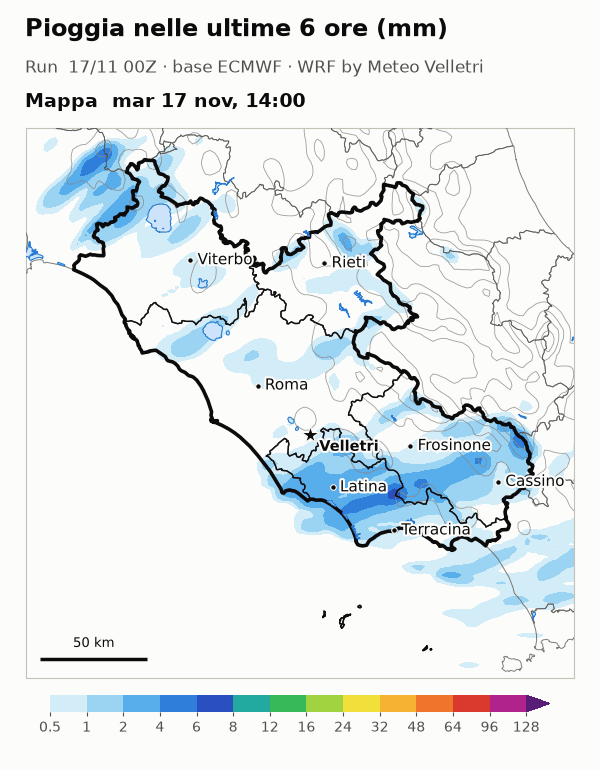 Pioggia nelle ultime 6 ore (mm)
Run  17/11 00Z · base ECMWF · WRF by Meteo Velletri
Mappa  mar 17 nov, 14:00
Viterbo
Rieti
Roma
Velletri
Frosinone
Latina
Cassino
Terracina
50 km
0.5 1 2 4 6 8 12 16 24 32 48 64 96 128